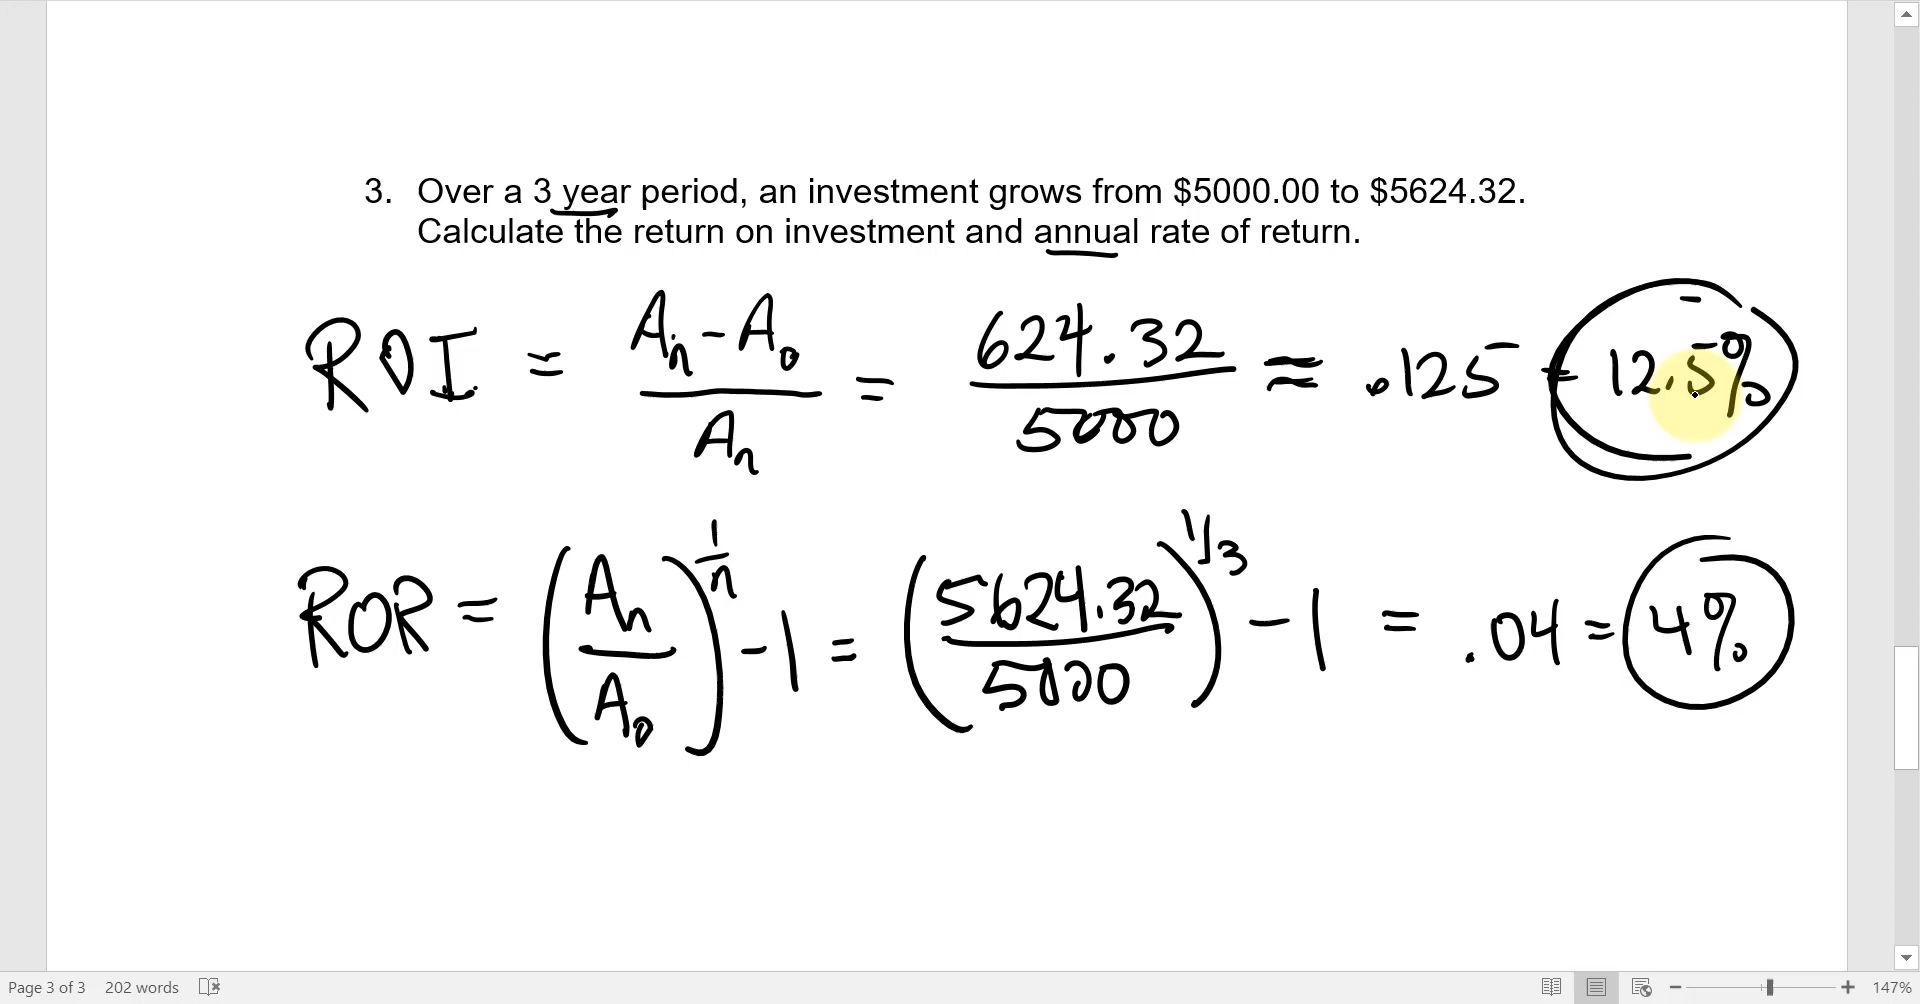 3. Over a 3 year period, an investment grows from $5000.00 to $5624.32.
Calculate the return on investment and annual rate of return.
ROI = (An - A0)/An = 624.32/5000 ≈ .125 = 12.5%
ROR = (An/A0)^(1/n) - 1 = (5624.32/5000)^(1/3) - 1 = .04 = 4%
Page 3 of 3 202 words 147%